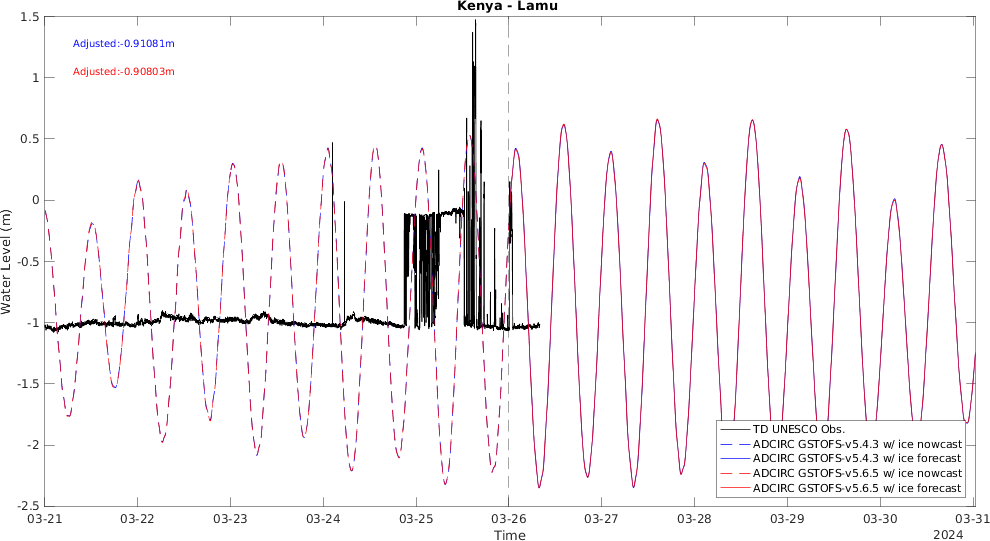 Kenya - Lamu
Adjusted:-0.91081m
Adjusted:-0.90803m
Water Level (m)
1.5
1
0.5
0
-0.5
-1
-1.5
-2
-2.5
TD UNESCO Obs.
ADCIRC GSTOFS-v5.4.3 w/ ice nowcast
ADCIRC GSTOFS-v5.4.3 w/ ice forecast
ADCIRC GSTOFS-v5.6.5 w/ ice nowcast
ADCIRC GSTOFS-v5.6.5 w/ ice forecast
03-21 03-22 03-23 03-24 03-25 03-26 03-27 03-28 03-29 03-30 03-31
Time
2024